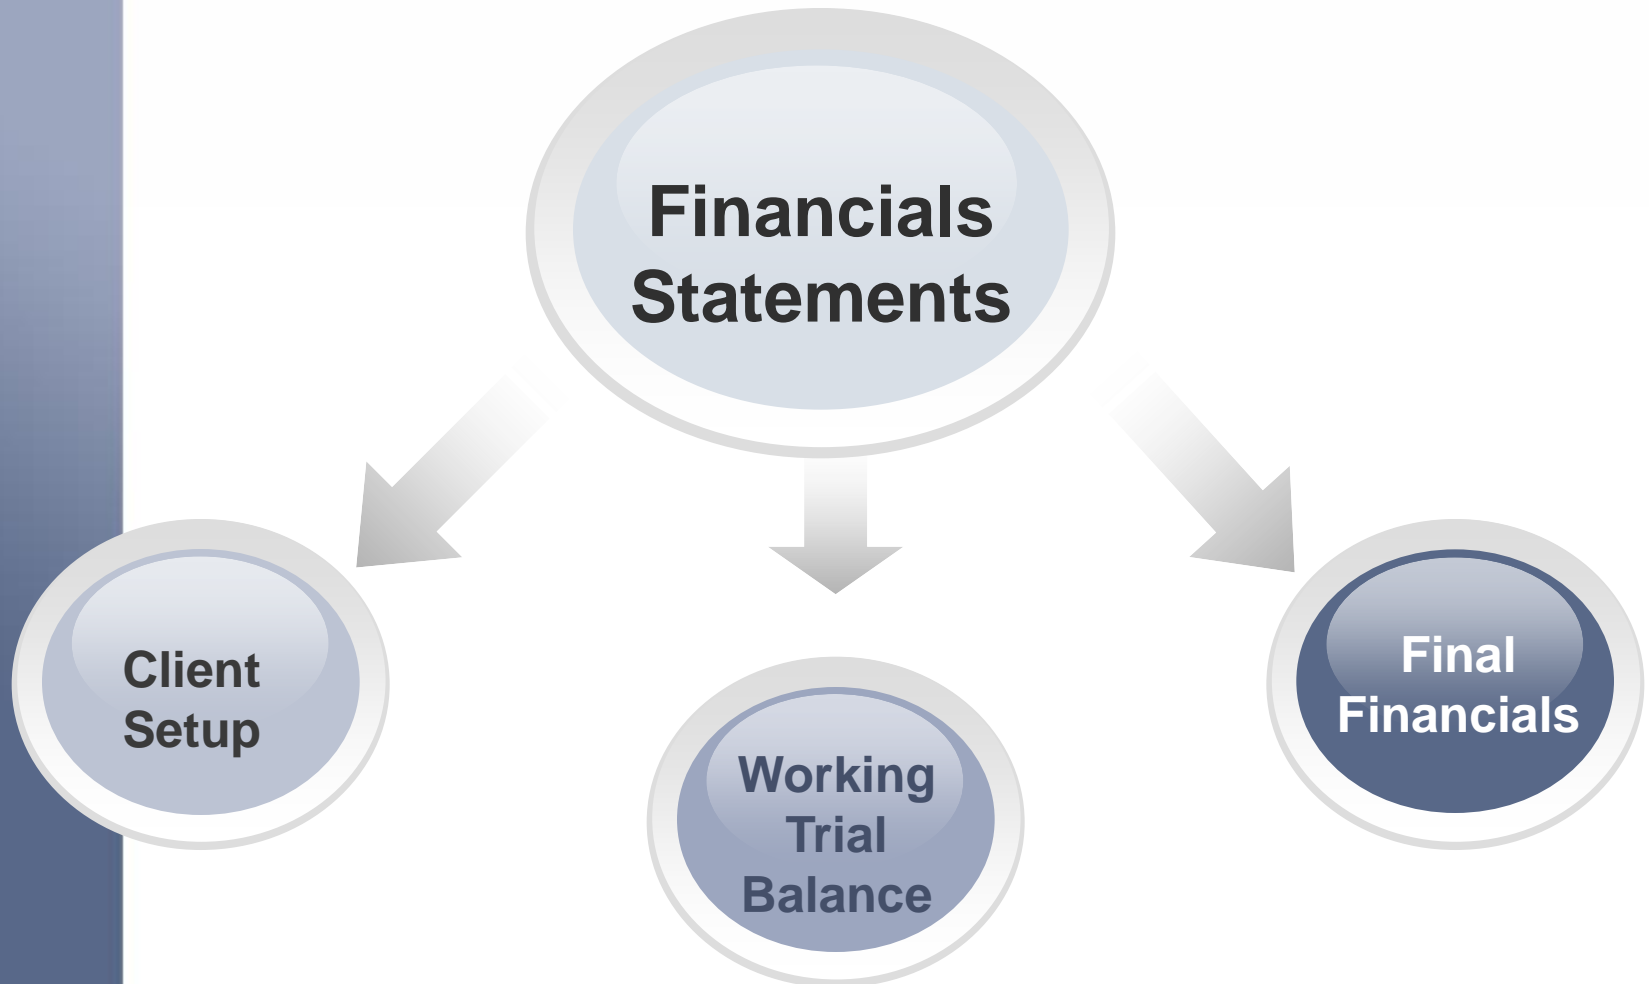 Financials
Statements
Client
Setup
Working
Trial
Balance
Final
Financials